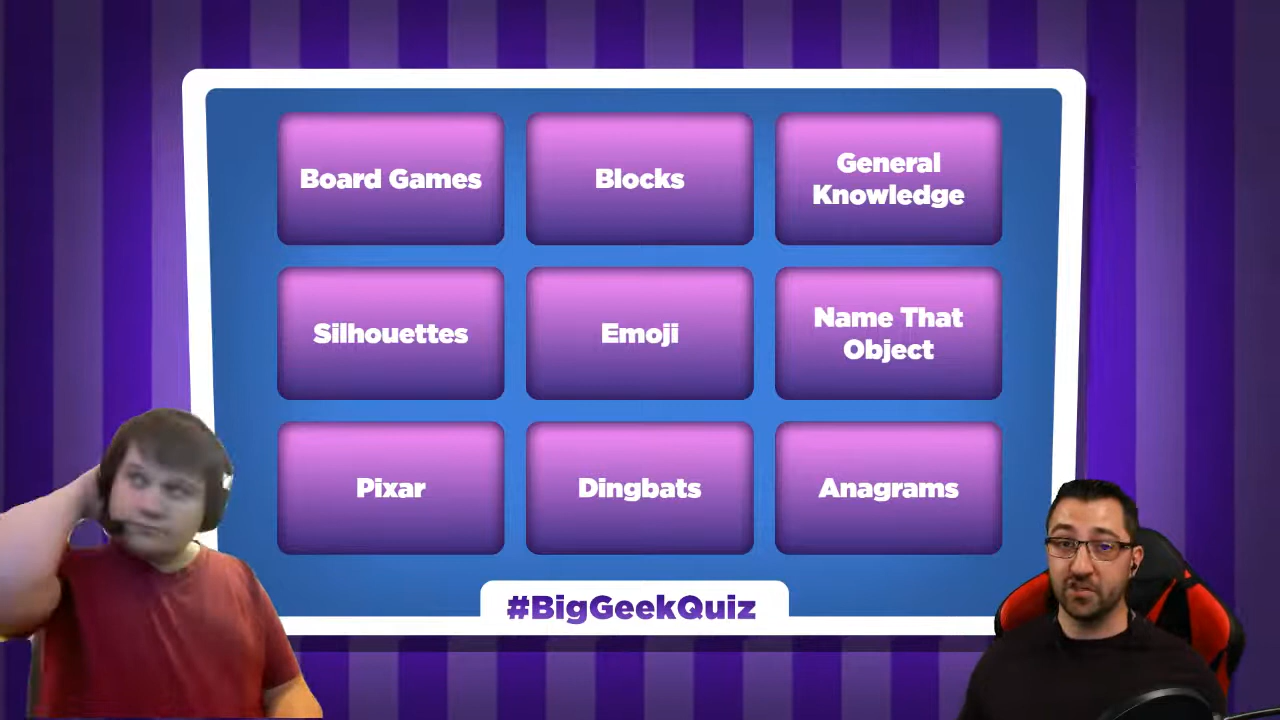 Board Games
Blocks
General
Knowledge
Silhouettes
Emoji
Name That
Object
Pixar
Dingbats
Anagrams
#BigGeekQuiz